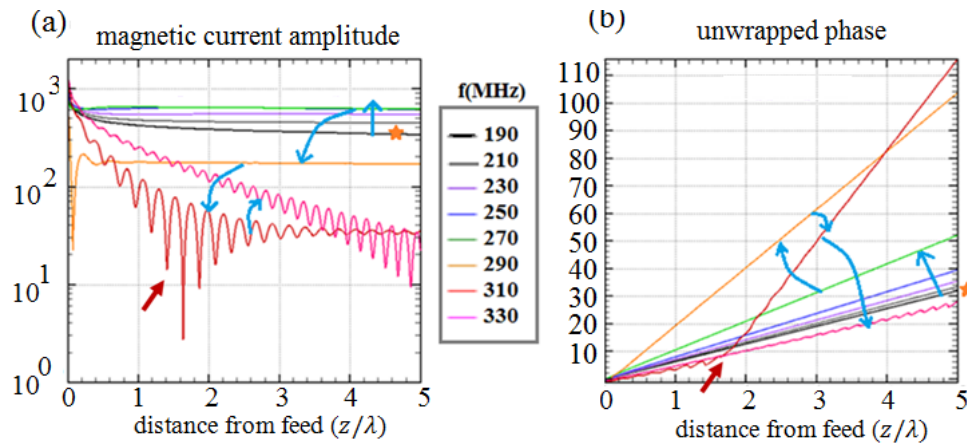 (a)
magnetic current amplitude
10³
10²
10¹
10⁰
0 1 2 3 4 5
distance from feed (z/λ)
f(MHz)
190
210
230
250
270
290
310
330
(b)
unwrapped phase
110
100
90
80
70
60
50
40
30
20
10
0 1 2 3 4 5
distance from feed (z/λ)